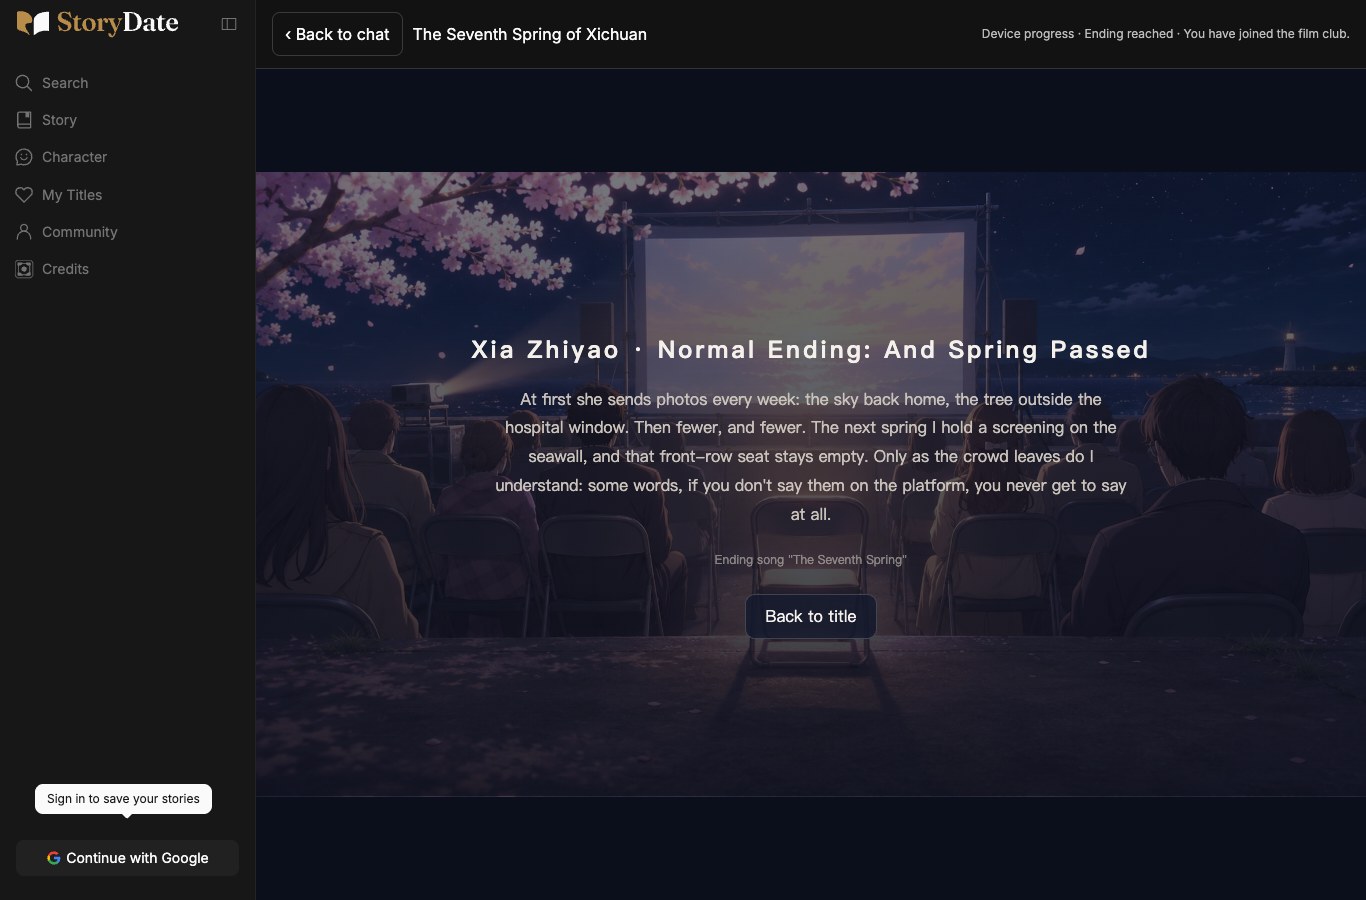 StoryDate
Search
Story
Character
My Titles
Community
Credits
Sign in to save your stories
Continue with Google
‹ Back to chat
The Seventh Spring of Xichuan
Device progress · Ending reached · You have joined the film club.
Xia Zhiyao · Normal Ending: And Spring Passed
At first she sends photos every week: the sky back home, the tree outside the
hospital window. Then fewer, and fewer. The next spring I hold a screening on the
seawall, and that front-row seat stays empty. Only as the crowd leaves do I
understand: some words, if you don't say them on the platform, you never get to say
at all.
Ending song "The Seventh Spring"
Back to title